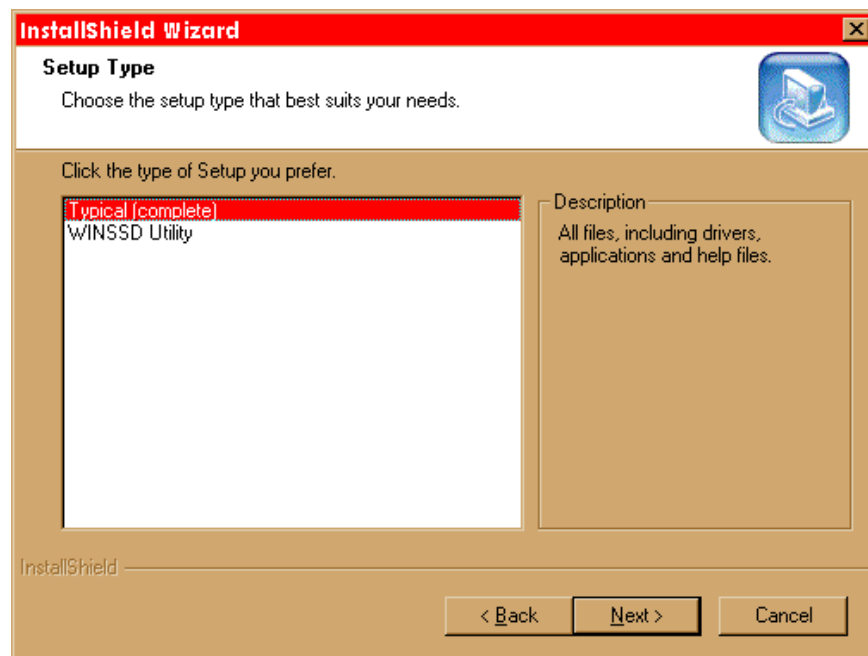 InstallShield Wizard
Setup Type
Choose the setup type that best suits your needs.
Click the type of Setup you prefer.
Typical (complete)
WINSSD Utility
Description
All files, including drivers,
applications and help files.
InstallShield
< Back
Next >
Cancel